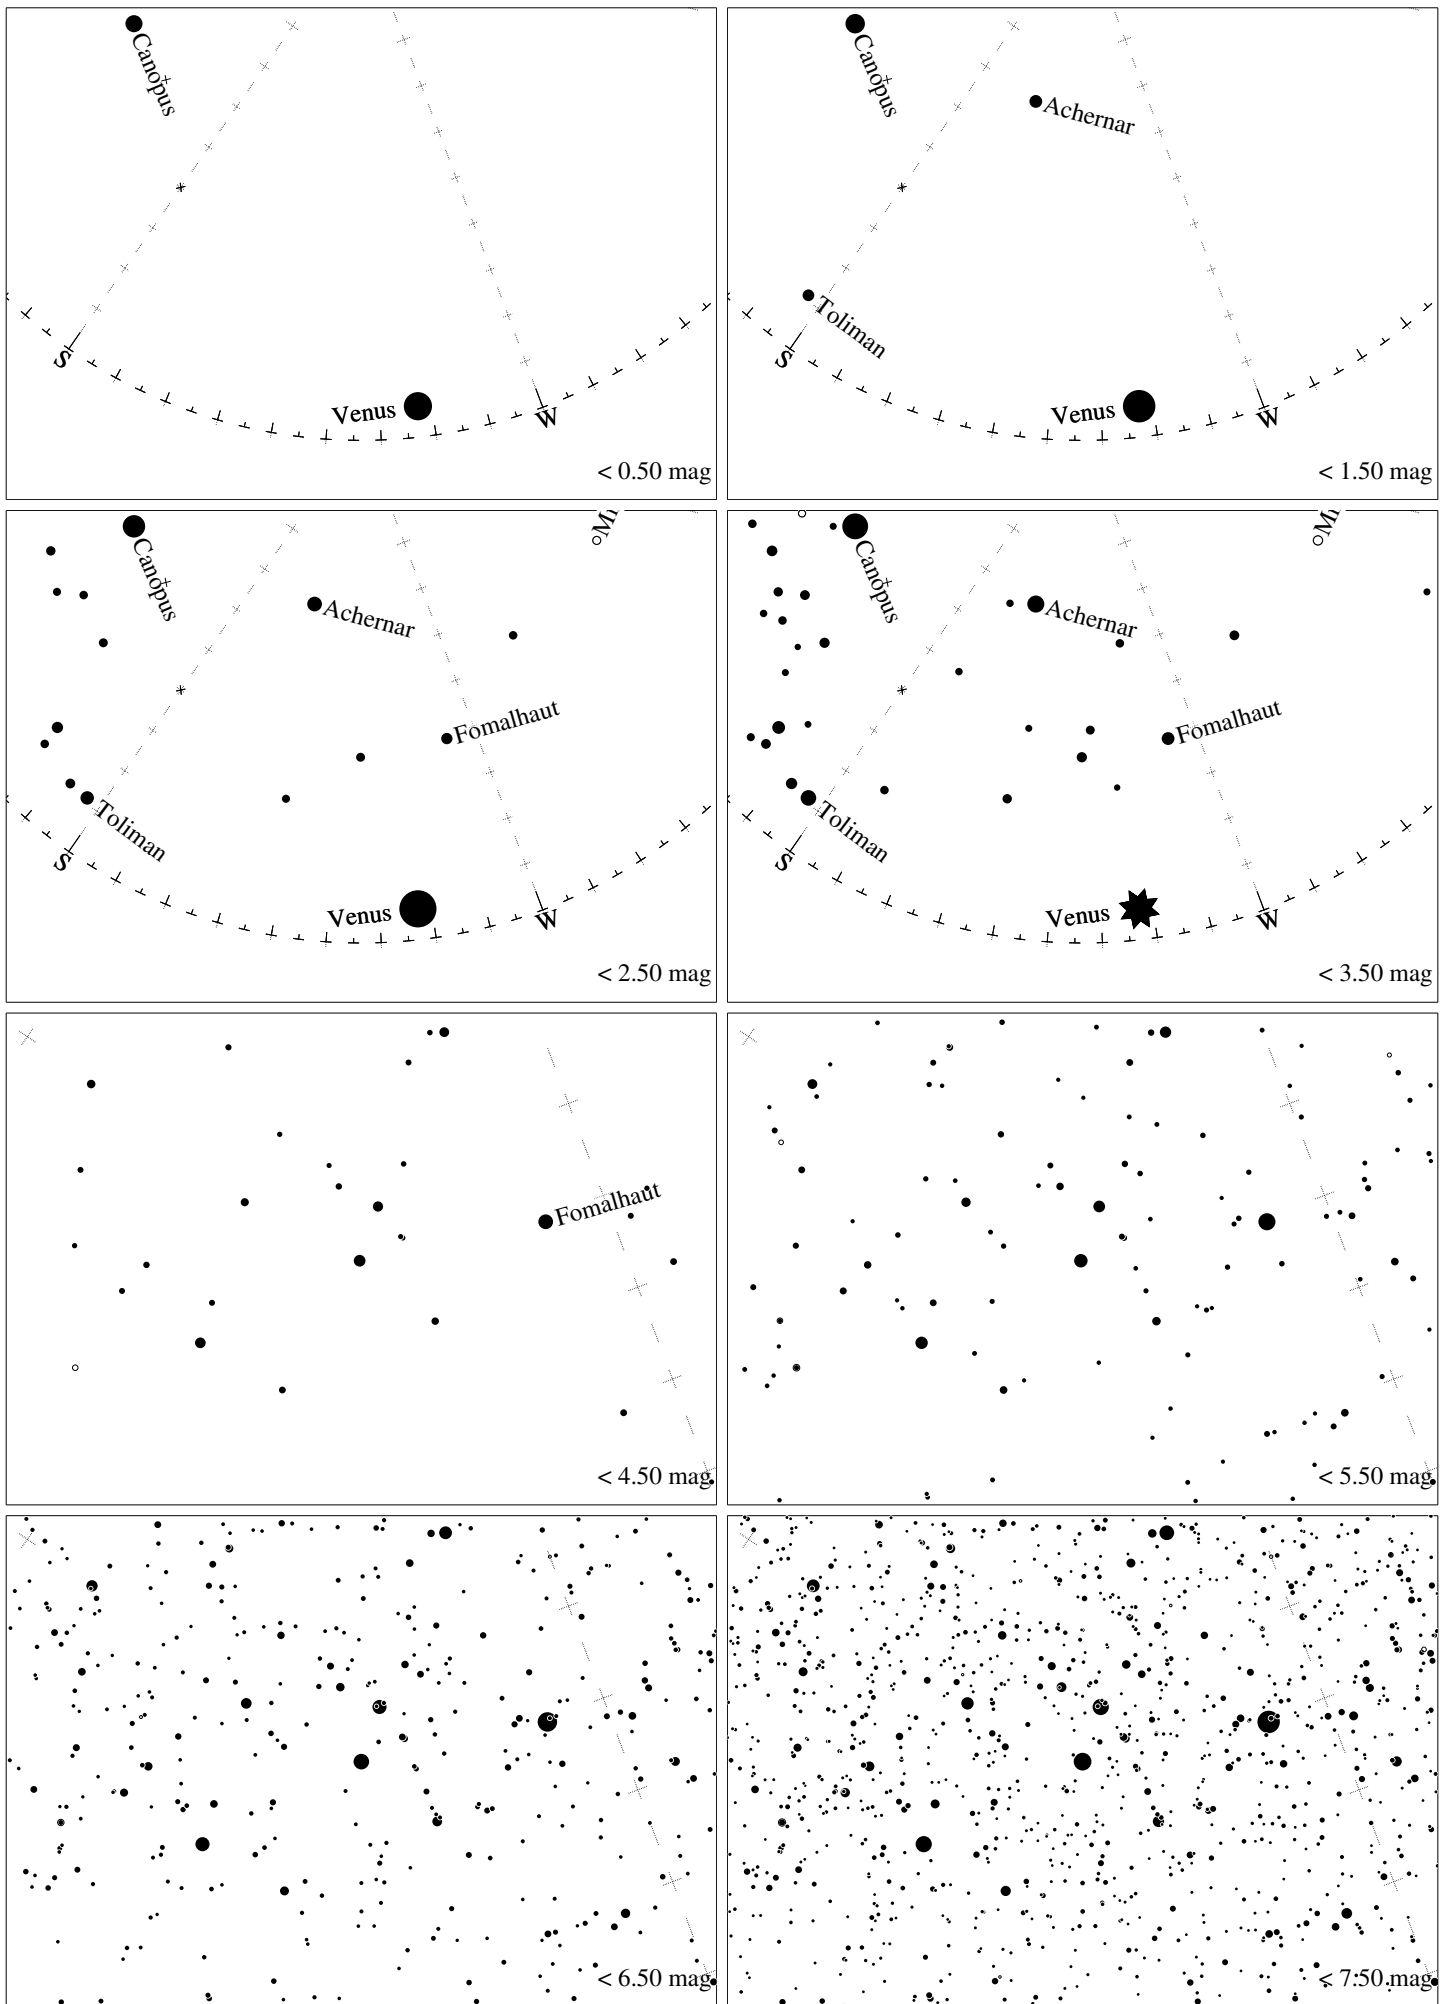 Canopus
S
Venus
W
< 0.50 mag
Canopus
Achernar
Toliman
S
Venus
W
< 1.50 mag
Canopus
Mi
Achernar
Fomalhaut
Toliman
S
Venus
W
< 2.50 mag
Canopus
Mi
Achernar
Fomalhaut
Toliman
S
Venus
W
< 3.50 mag
Fomalhaut
< 4.50 mag
< 5.50 mag
< 6.50 mag
< 7.50 mag